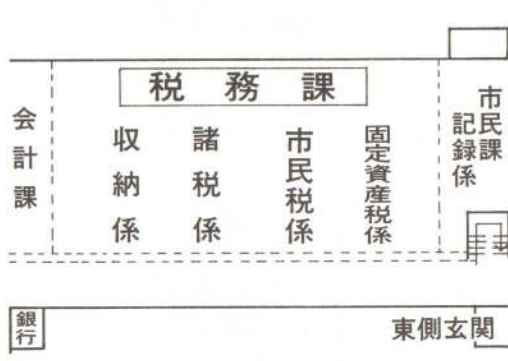 税務課
会計課
収納係
諸税係
市民税係
固定資産税係
市民課
記録係
銀行
東側玄関